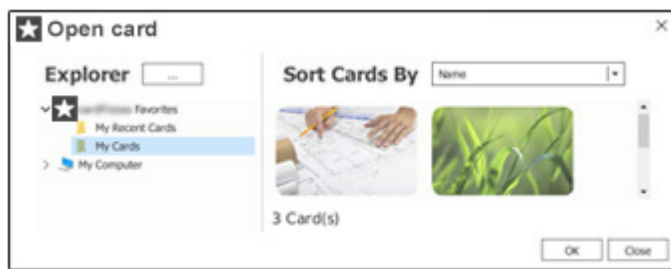 Open card
Explorer ...
Sort Cards By Name
Favorites
My Recent Cards
My Cards
My Computer
3 Card(s)
OK Close